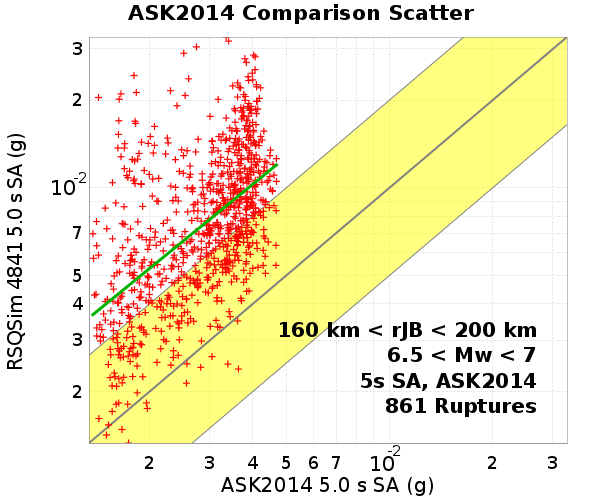 ASK2014 Comparison Scatter
RSQSim 4841 5.0 s SA (g)
3
2
10-2
7
5
4
3
2
160 km < rJB < 200 km
6.5 < Mw < 7
5s SA, ASK2014
861 Ruptures
2 3 4 5 6 7 10-2 2 3
ASK2014 5.0 s SA (g)